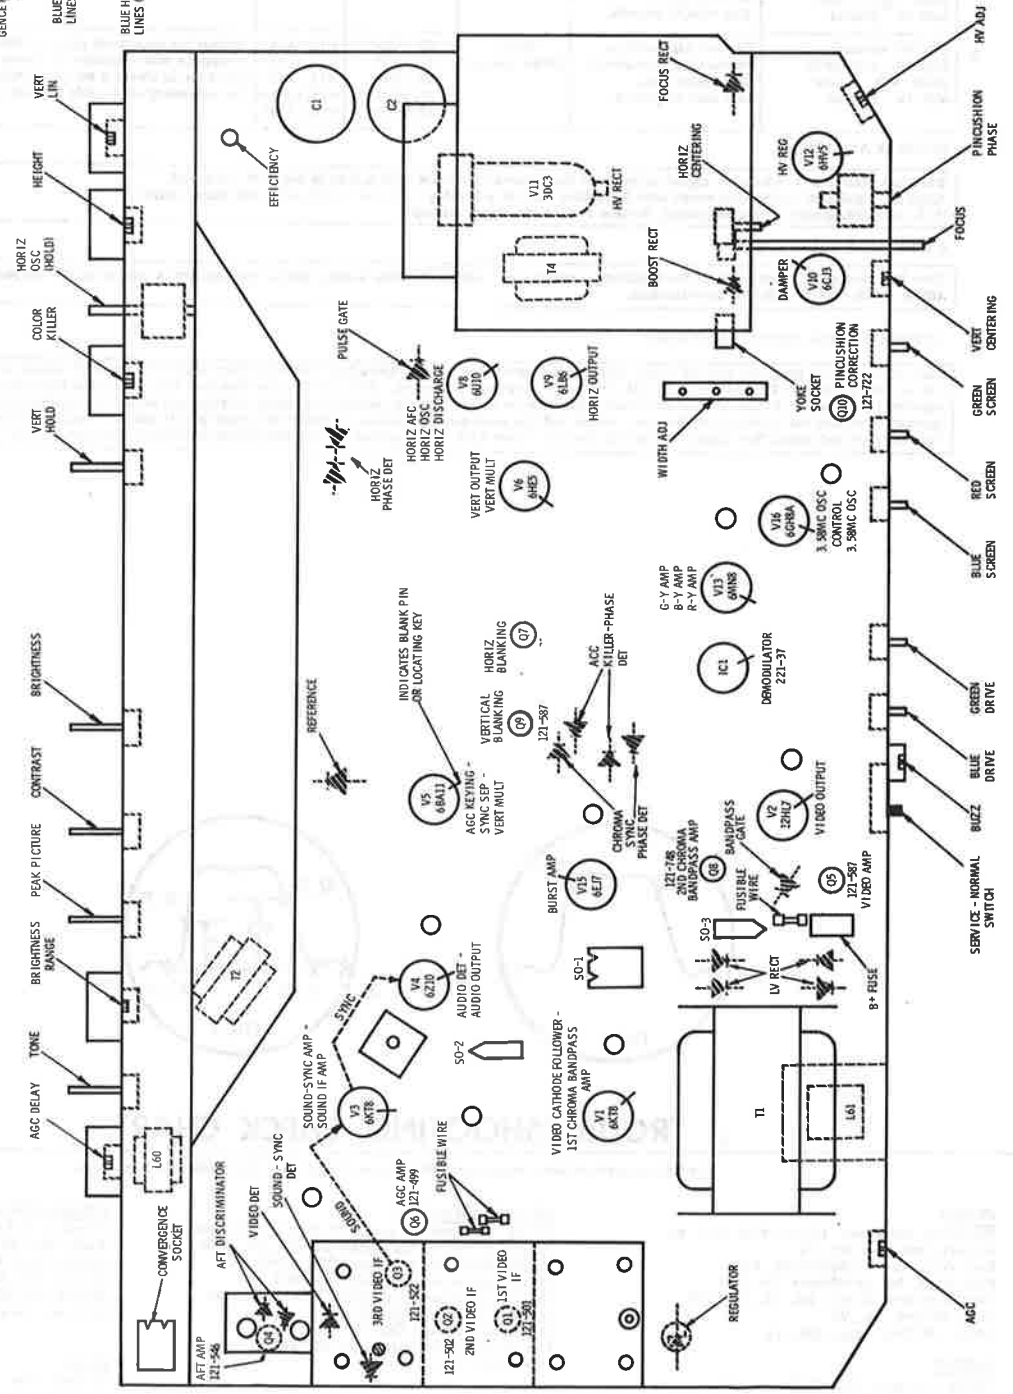 GENCE
BLUE
LINES
BLUE H
LINES (
AGC DELAY
TONE
BRIGHTNESS
RANGE
PEAK PICTURE
CONTRAST
BRIGHTNESS
VERT
HOLD
COLOR
KILLER
HORIZ
OSC
(HOLD)
HEIGHT
VERT
LIN
CONVERGENCE
SOCKET
L60
T2
EFFICIENCY
C1
C2
AFT AMP
121-546
Q4
AFT DISCRIMINATOR
VIDEO DET
SOUND - SYNC
DET
SOUND-SYNC AMP -
SOUND IF AMP
V3
6KT8
SYNC
SOUND
V4
6Z10
AUDIO DET -
AUDIO OUTPUT
SO-2
REFERENCE
V5
6BA11
AGC KEYING -
SYNC SEP -
VERT MULT
INDICATES BLANK PIN
OR LOCATING KEY
HORIZ
PHASE DET
PULSE GATE
HORIZ AFC
HORIZ OSC
HORIZ DISCHARGE
V8
6U10
V9
6LB6
HORIZ OUTPUT
VERT OUTPUT
VERT MULT
V6
6HE5
V11
3DC3
HV RECT
T4
3RD VIDEO IF
Q3
121-522
AGC AMP
121-499
Q6
FUSIBLE WIRE
121-502
Q2
2ND VIDEO IF
Q1
1ST VIDEO
IF
121-501
VIDEO CATHODE FOLLOWER -
1ST CHROMA BANDPASS
AMP
V1
6KT8
SO-1
BURST AMP
V15
6EJ7
VERTICAL
BLANKING
Q9
121-587
HORIZ
BLANKING
Q7
ACC
KILLER-PHASE
DET
CHROMA
SYNC
PHASE DET
G-Y AMP
B-Y AMP
R-Y AMP
V13
6MN8
IC1
DEMODULATOR
221-37
V16
6GH8A
3.58MC OSC
CONTROL
3.58MC OSC
WIDTH ADJ
YOKE
SOCKET
Q10
PINCUSHION
CORRECTION
121-722
BOOST RECT
HORIZ
CENTERING
FOCUS RECT
DAMPER
V10
6CJ3
HV REG
V12
6HV5
HV ADJ
REGULATOR
T1
L61
LV RECT
SO-3
FUSIBLE
WIRE
121-748
2ND CHROMA
BANDPASS AMP
Q8
BANDPASS
GATE
V2
12HL7
VIDEO OUTPUT
Q5
121-587
VIDEO AMP
B+ FUSE
AGC
SERVICE - NORMAL
SWITCH
BUZZ
BLUE
DRIVE
GREEN
DRIVE
BLUE
SCREEN
RED
SCREEN
GREEN
SCREEN
VERT
CENTERING
FOCUS
PINCUSHION
PHASE